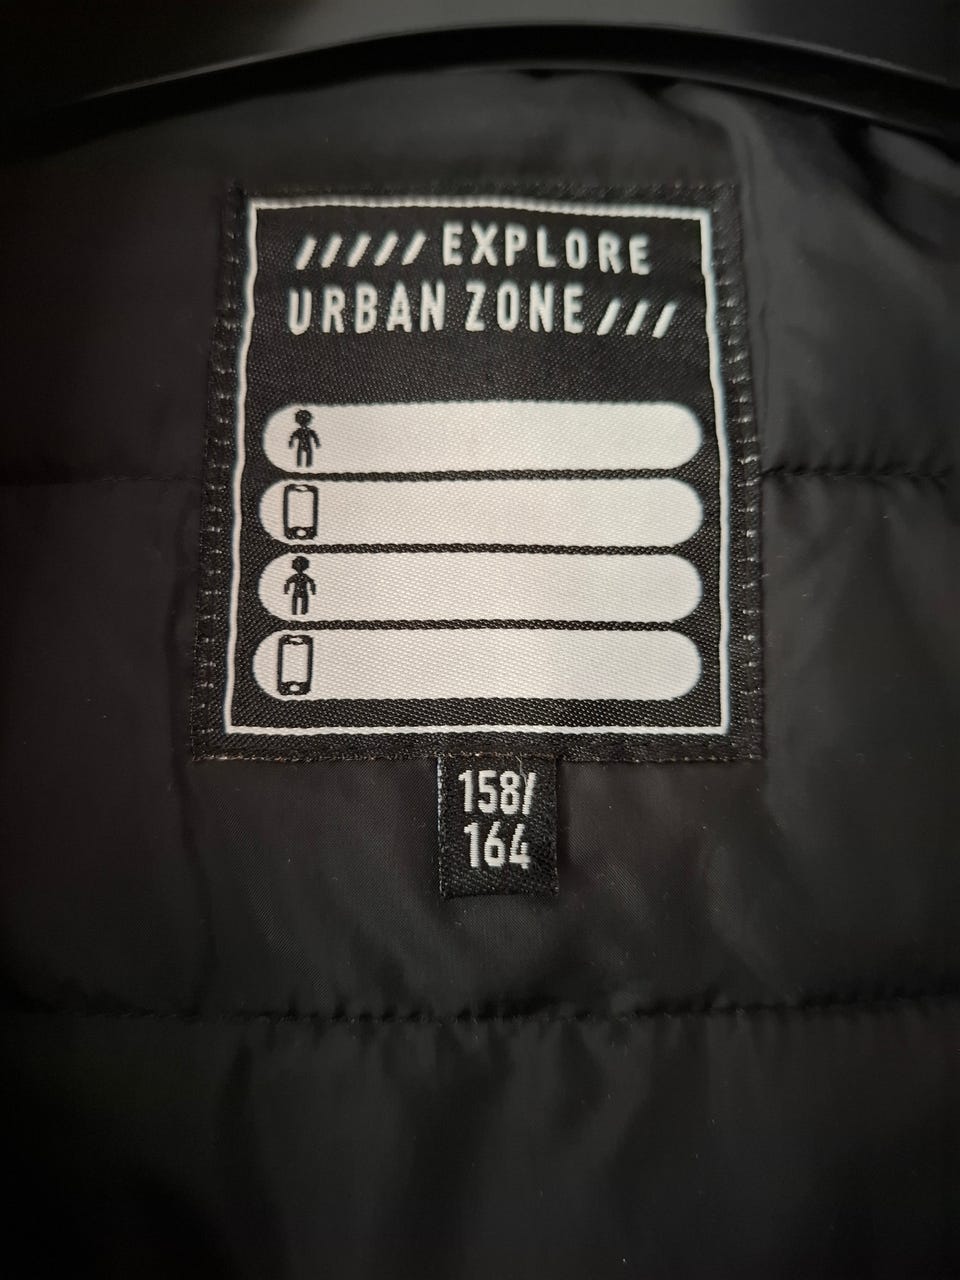 ///// EXPLORE
URBAN ZONE ///
158/
164